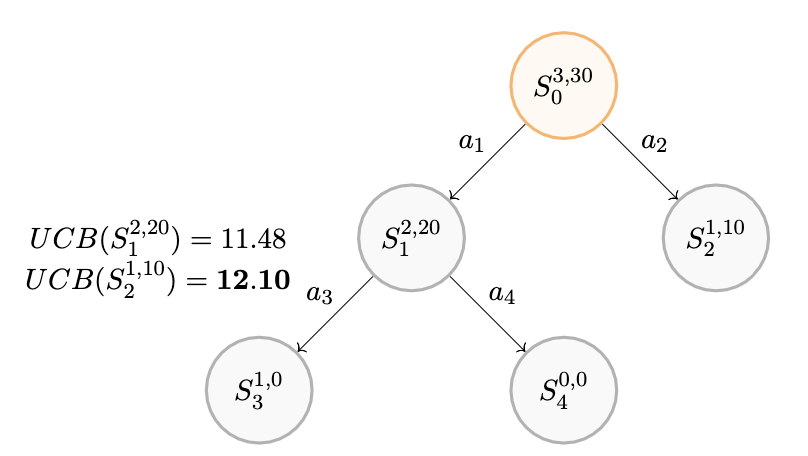 S_0^{3,30}
a_1
a_2
UCB(S_1^{2,20}) = 11.48
UCB(S_2^{1,10}) = 12.10
S_1^{2,20}
S_2^{1,10}
a_3
a_4
S_3^{1,0}
S_4^{0,0}